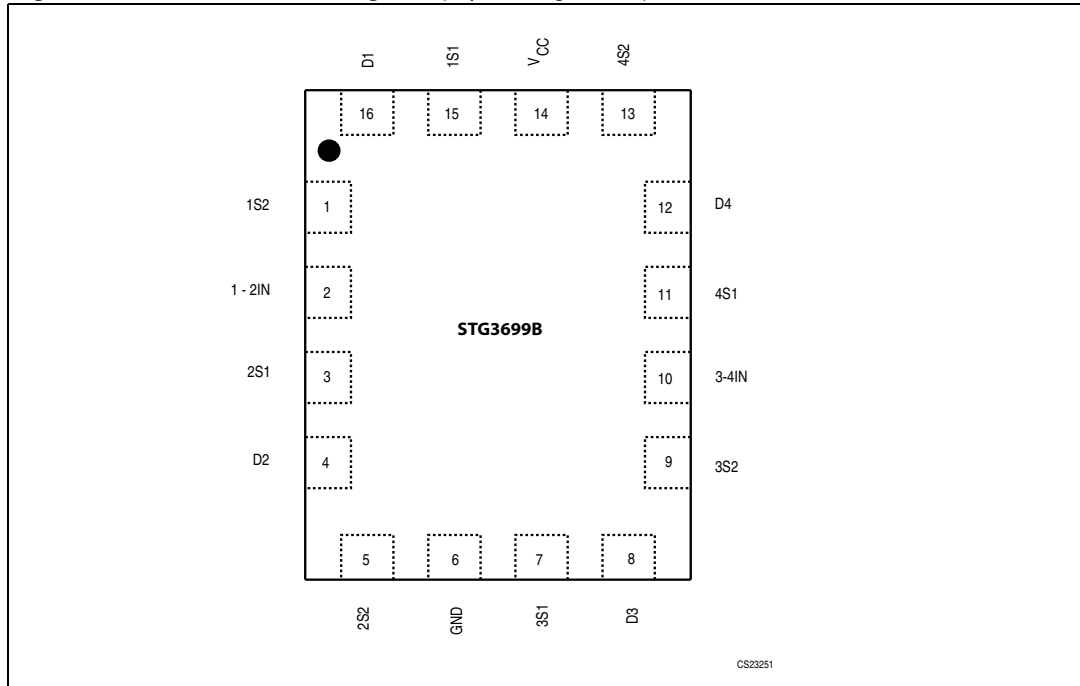 D1 1S1 VCC 4S2
16 15 14 13
1S2 1 12 D4
1 - 2IN 2 11 4S1
STG3699B
2S1 3 10 3-4IN
D2 4 9 3S2
5 6 7 8
2S2 GND 3S1 D3
CS23251